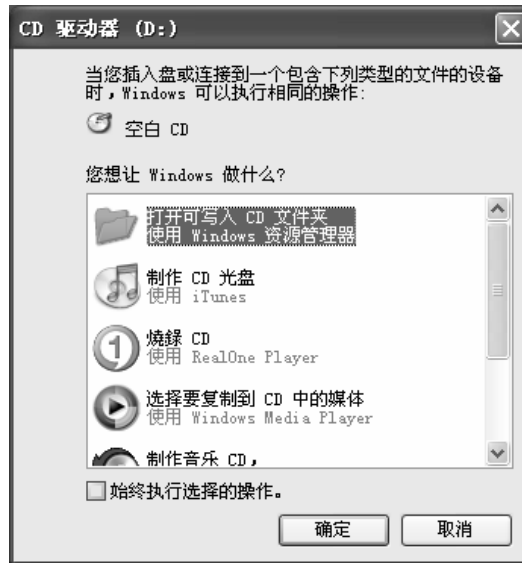 CD 驱动器 (D:)
当您插入盘或连接到一个包含下列类型的文件的设备
时，Windows 可以执行相同的操作:
空白 CD
您想让 Windows 做什么?
打开可写入 CD 文件夹
使用 Windows 资源管理器
制作 CD 光盘
使用 iTunes
燒錄 CD
使用 RealOne Player
选择要复制到 CD 中的媒体
使用 Windows Media Player
制作音乐 CD，
始终执行选择的操作。
确定
取消